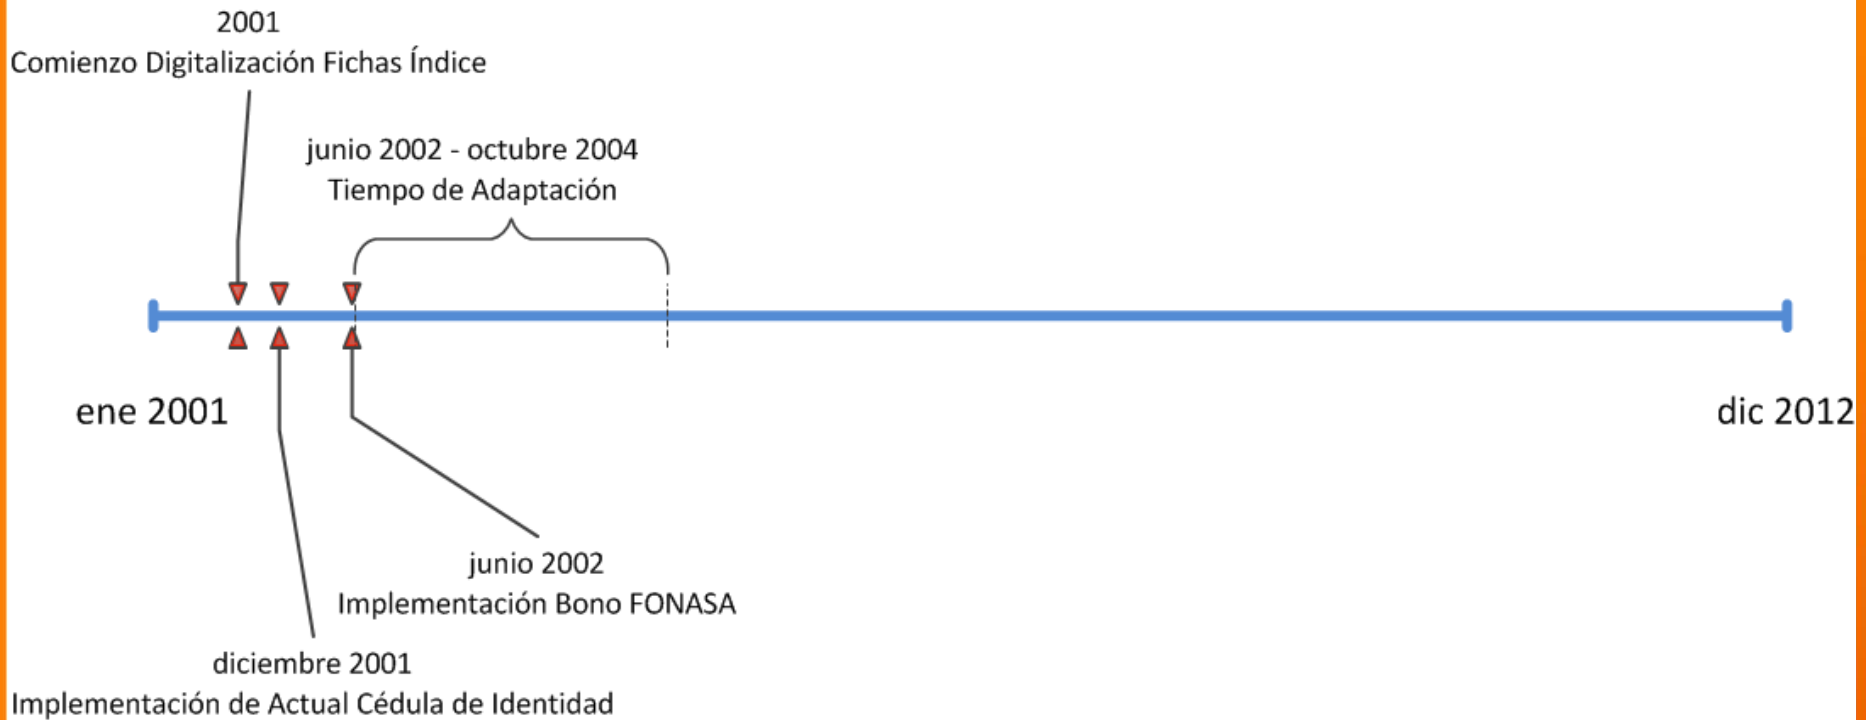 2001
Comienzo Digitalización Fichas Índice
junio 2002 - octubre 2004
Tiempo de Adaptación
ene 2001
dic 2012
junio 2002
Implementación Bono FONASA
diciembre 2001
Implementación de Actual Cédula de Identidad